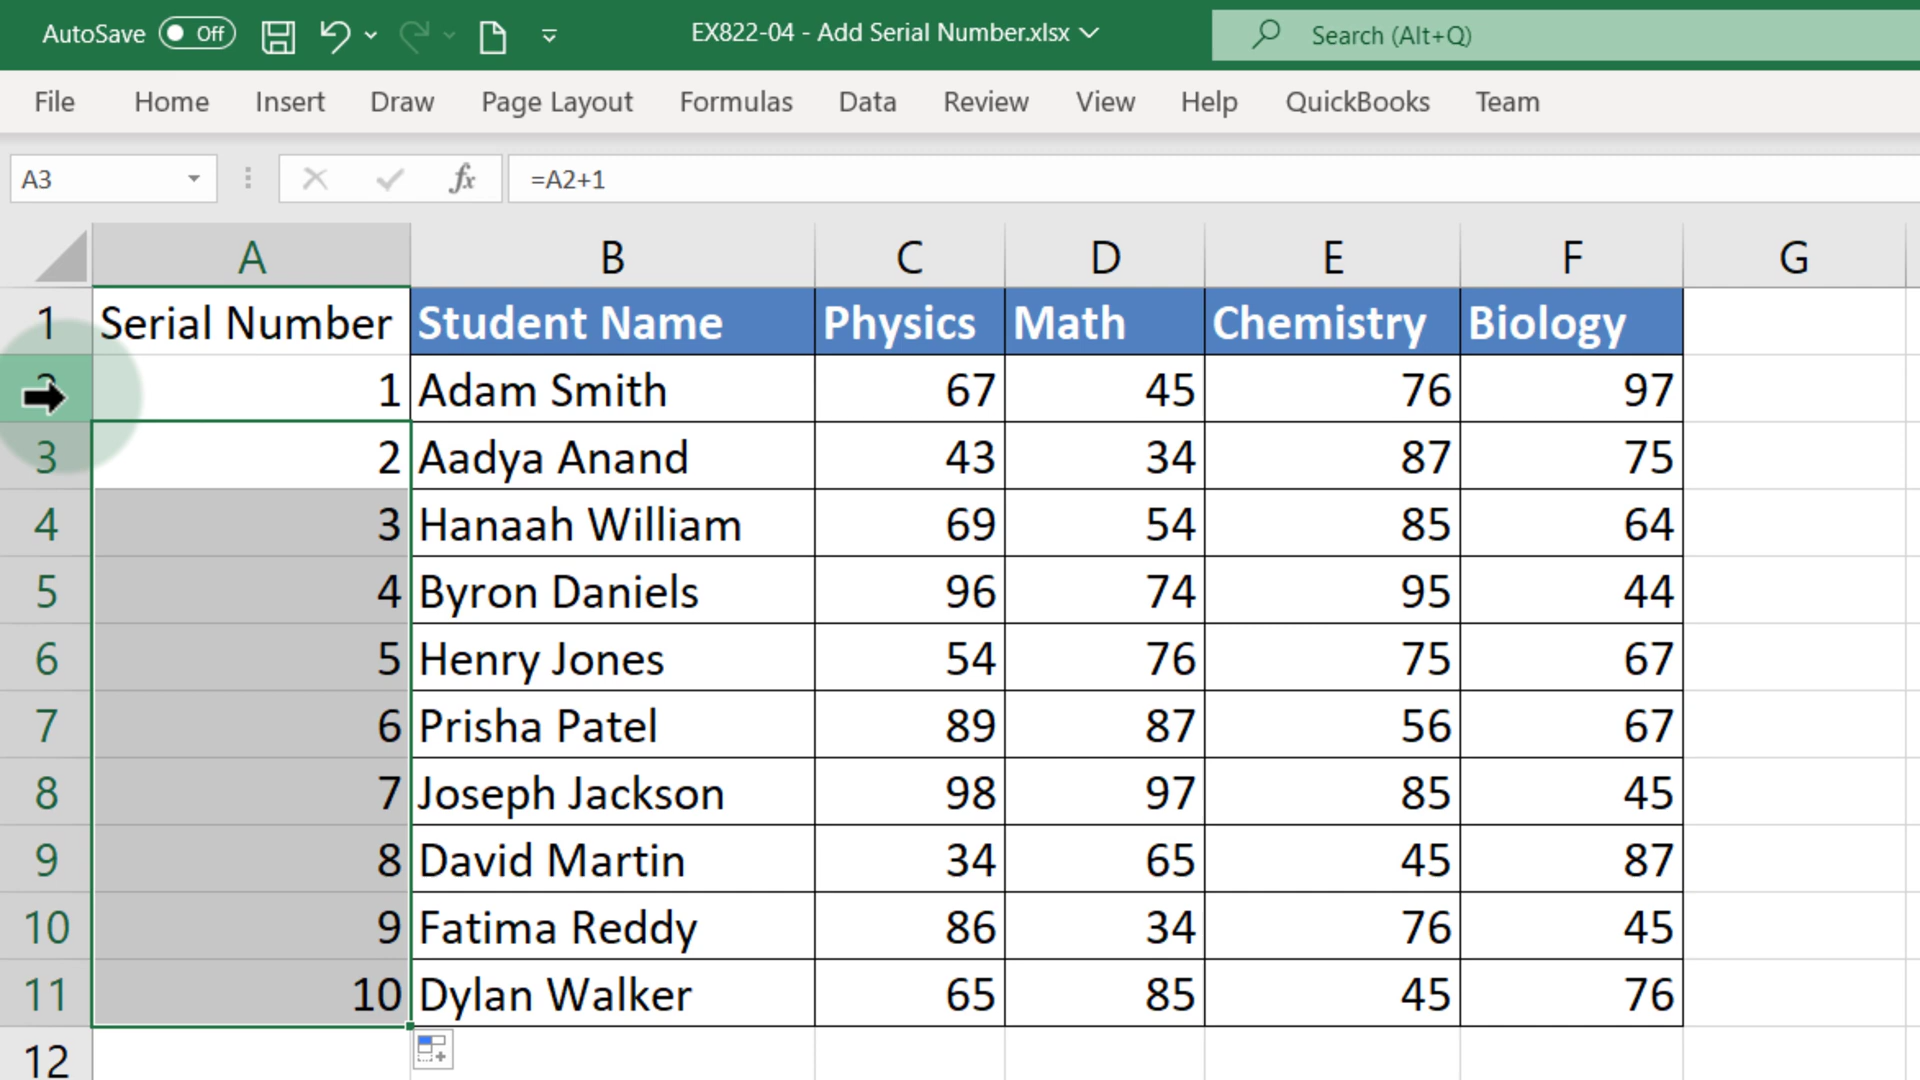 AutoSave Off EX822-04 - Add Serial Number.xlsx Search (Alt+Q)
File Home Insert Draw Page Layout Formulas Data Review View Help QuickBooks Team
A3 fx =A2+1
A B C D E F G
1 Serial Number Student Name Physics Math Chemistry Biology
1 Adam Smith 67 45 76 97
3 2 Aadya Anand 43 34 87 75
4 3 Hanaah William 69 54 85 64
5 4 Byron Daniels 96 74 95 44
6 5 Henry Jones 54 76 75 67
7 6 Prisha Patel 89 87 56 67
8 7 Joseph Jackson 98 97 85 45
9 8 David Martin 34 65 45 87
10 9 Fatima Reddy 86 34 76 45
11 10 Dylan Walker 65 85 45 76
12